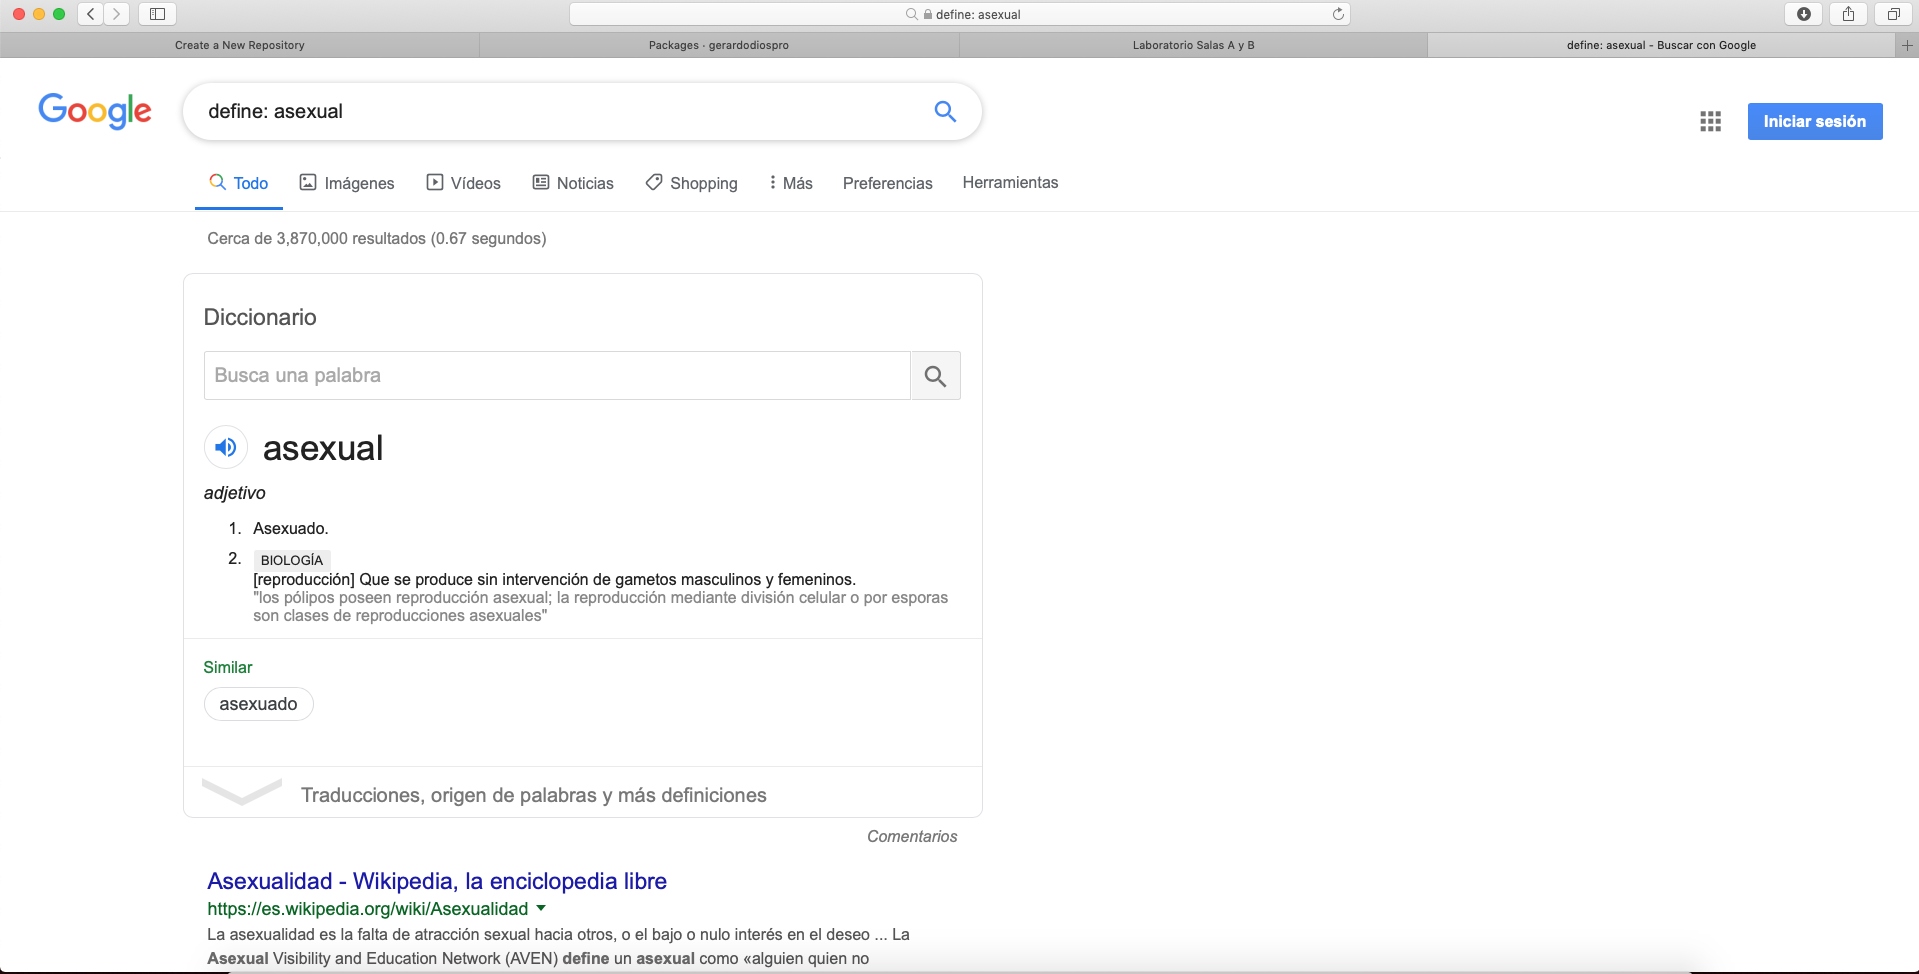 define: asexual
Create a New Repository
Packages · gerardodiospro
Laboratorio Salas A y B
define: asexual - Buscar con Google
Google
define: asexual
Iniciar sesión
Todo
Imágenes
Vídeos
Noticias
Shopping
Más
Preferencias
Herramientas
Cerca de 3,870,000 resultados (0.67 segundos)
Diccionario
Busca una palabra
asexual
adjetivo
1. Asexuado.
2. BIOLOGÍA
[reproducción] Que se produce sin intervención de gametos masculinos y femeninos.
"los pólipos poseen reproducción asexual; la reproducción mediante división celular o por esporas
son clases de reproducciones asexuales"
Similar
asexuado
Traducciones, origen de palabras y más definiciones
Comentarios
Asexualidad - Wikipedia, la enciclopedia libre
https://es.wikipedia.org/wiki/Asexualidad
La asexualidad es la falta de atracción sexual hacia otros, o el bajo o nulo interés en el deseo ... La
Asexual Visibility and Education Network (AVEN) define un asexual como «alguien quien no